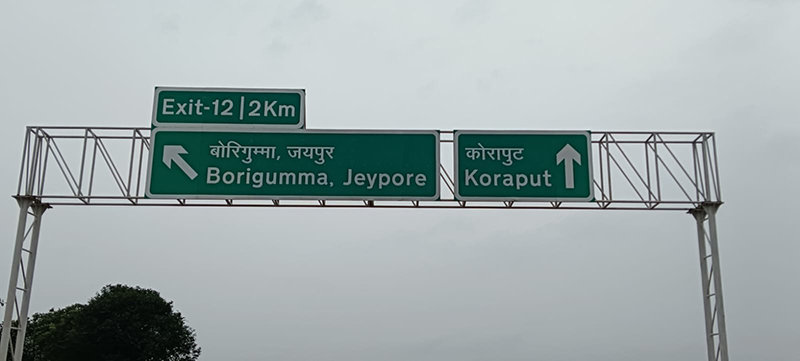 Exit-12|2Km
बोरिगुम्मा, जयपुर
Borigumma, Jeypore
कोरापुट
Koraput